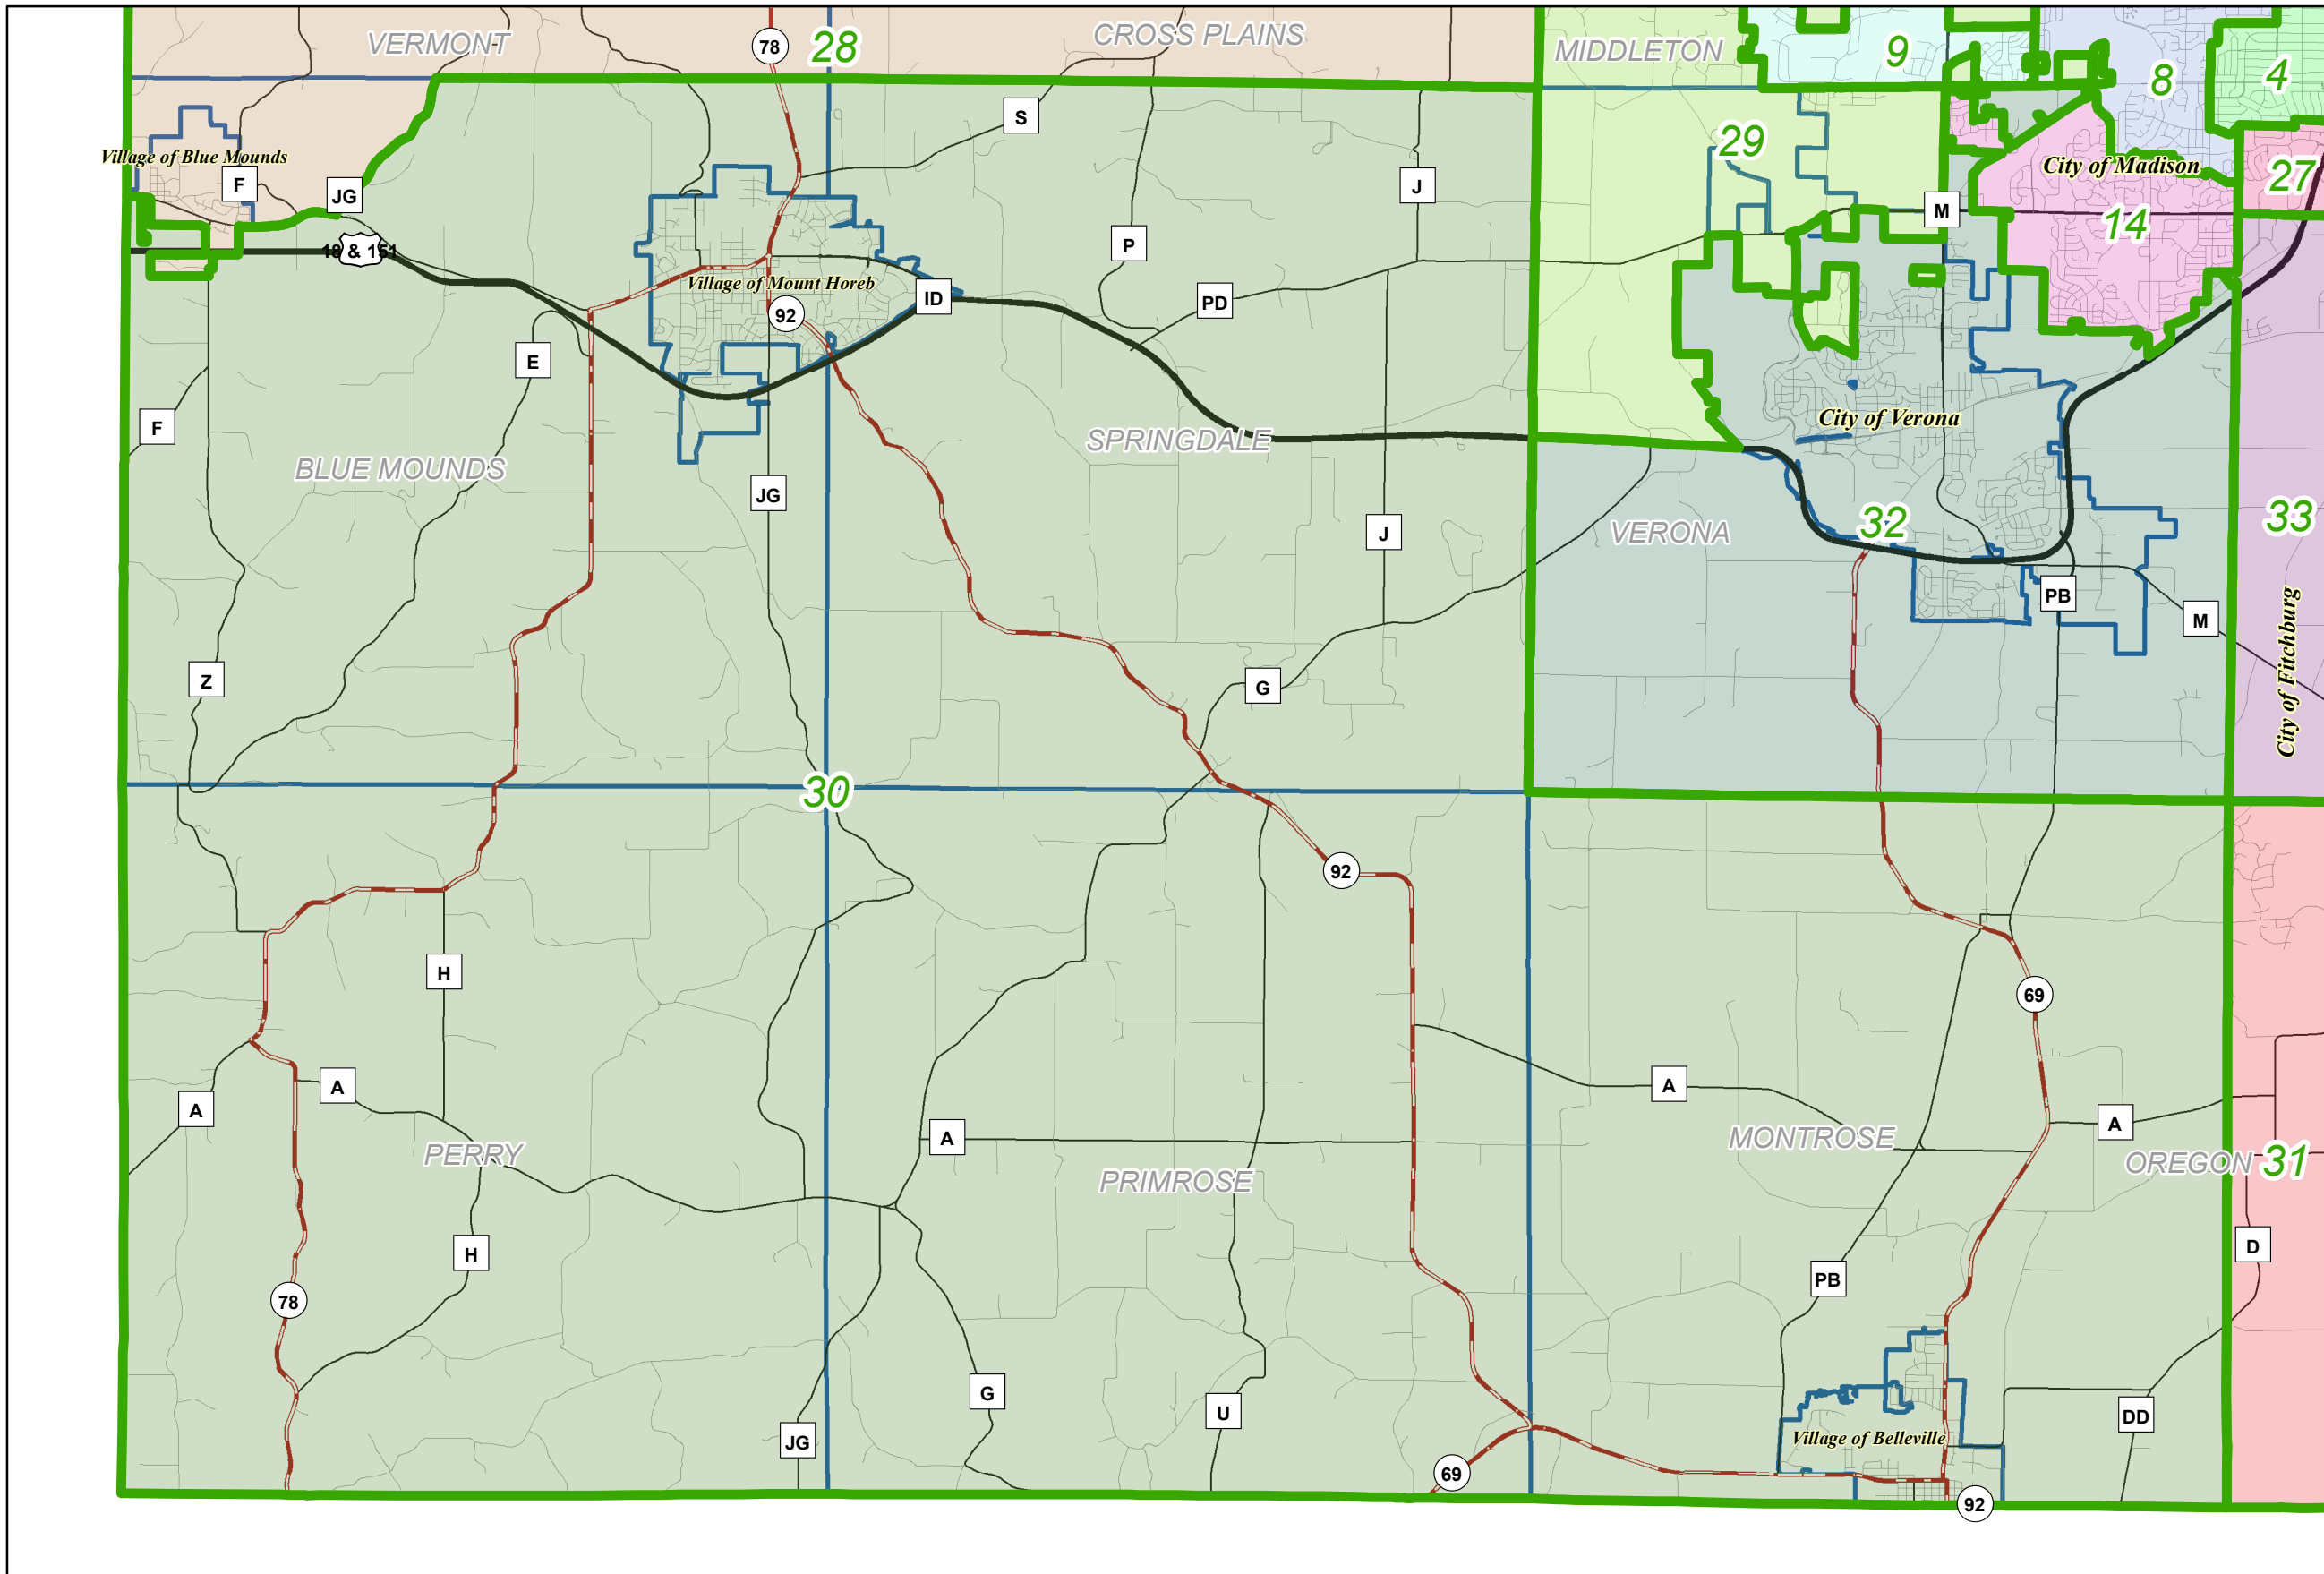 VERMONT
78
28
CROSS PLAINS
MIDDLETON
9
8
4
S
29
Village of Blue Mounds
F
JG
City of Madison
27
J
M
14
P
18 & 151
Village of Mount Horeb
ID
PD
92
E
F
City of Verona
SPRINGDALE
BLUE MOUNDS
JG
J
VERONA
32
33
PB
M
City of Fitchburg
Z
G
30
92
H
69
A
A
A
A
A
PERRY
PRIMROSE
MONTROSE
OREGON
31
H
D
PB
78
G
U
DD
JG
Village of Belleville
69
92